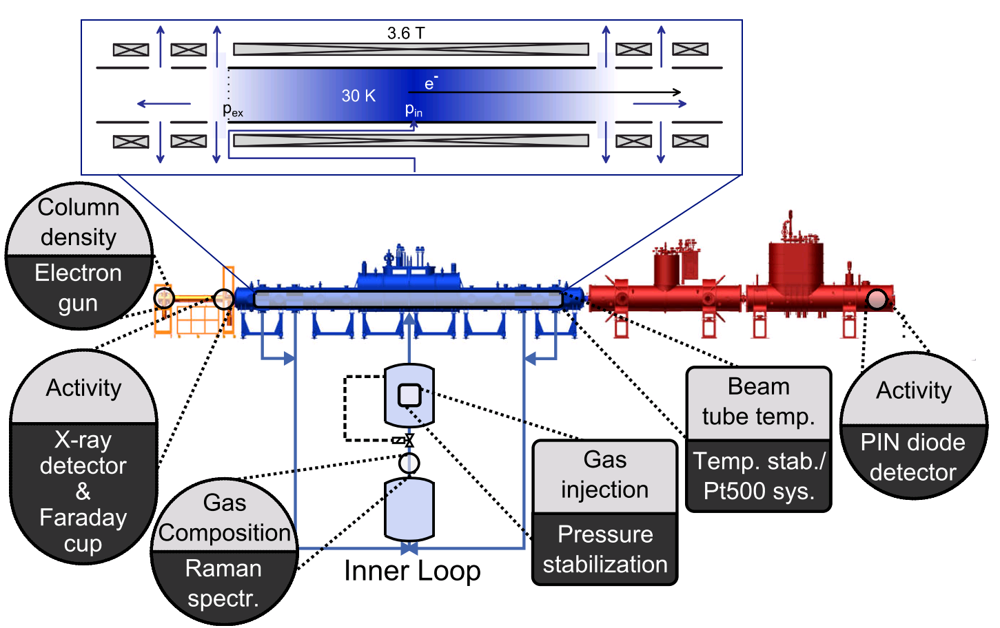 3.6 T
e-
30 K
pex
pin
Column
density
Electron
gun
Activity
X-ray
detector
&
Faraday
cup
Gas
Composition
Raman
spectr.
Inner Loop
Gas
injection
Pressure
stabilization
Beam
tube temp.
Temp. stab./
Pt500 sys.
Activity
PIN diode
detector